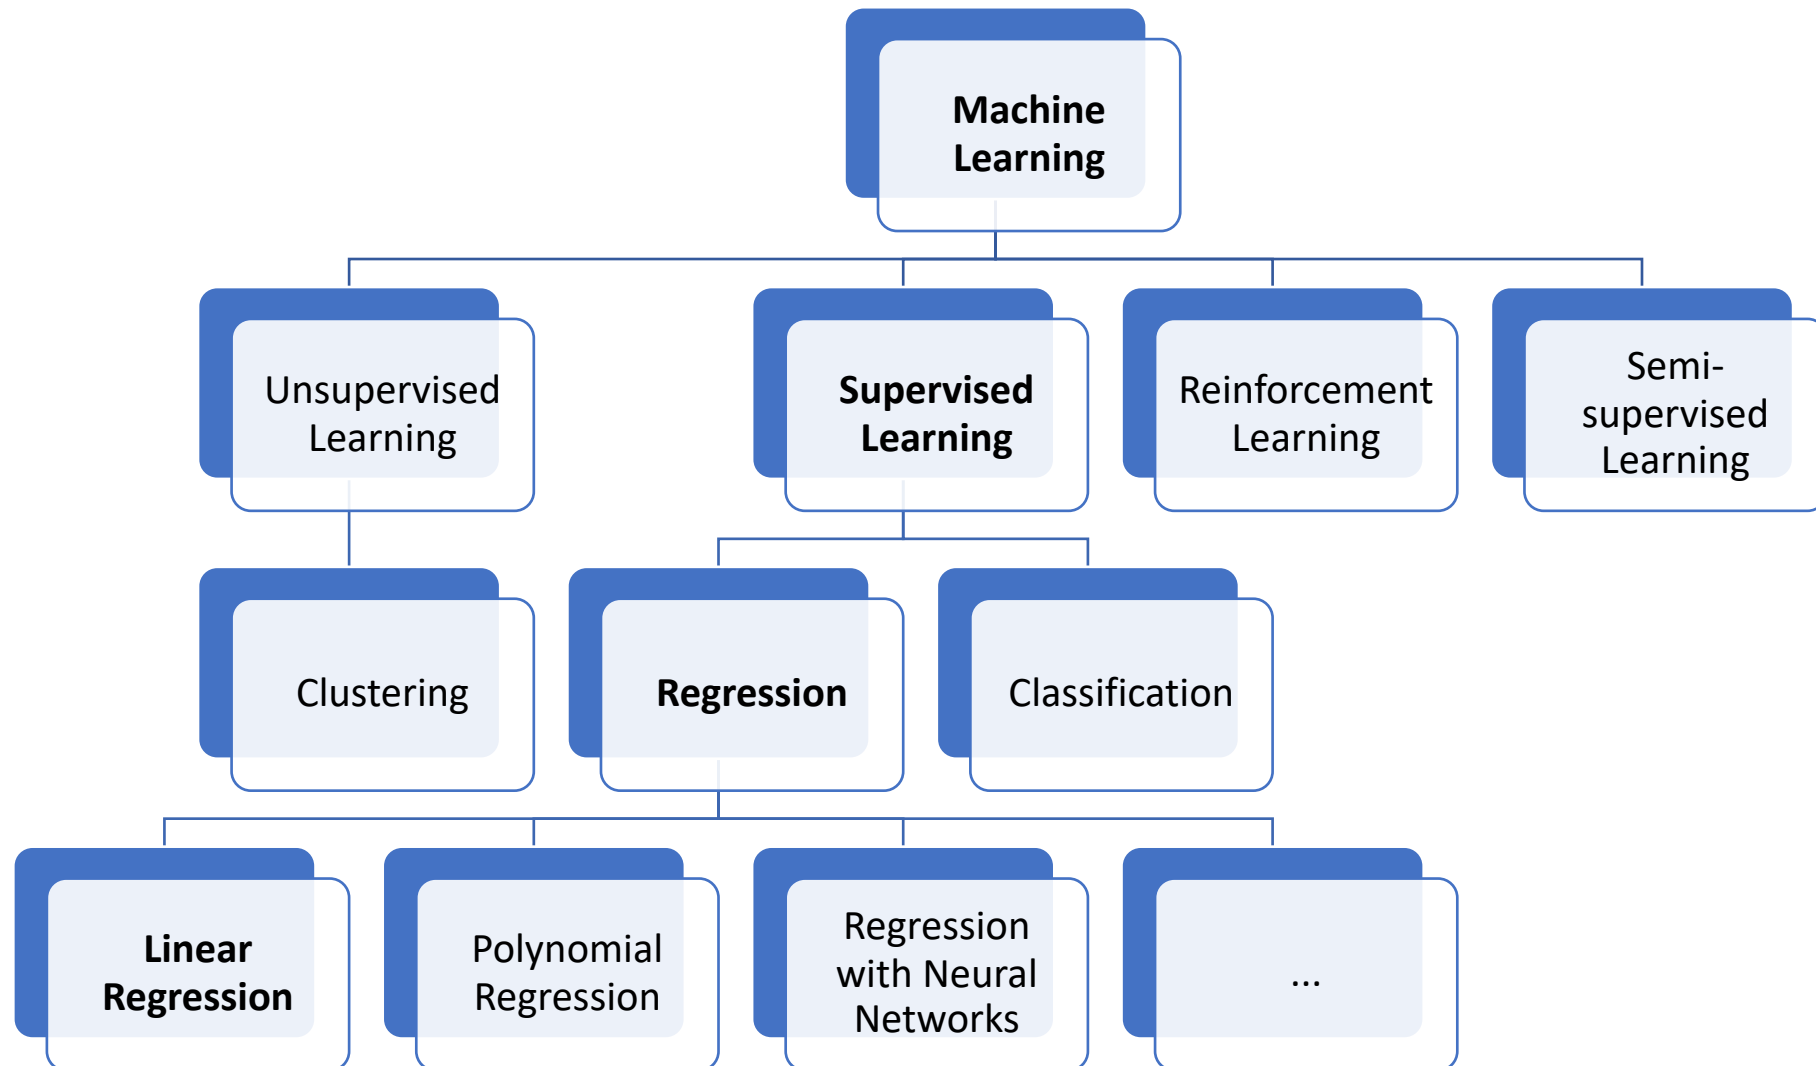 Machine
Learning
Unsupervised
Learning
Supervised
Learning
Reinforcement
Learning
Semi-
supervised
Learning
Clustering
Regression
Classification
Linear
Regression
Polynomial
Regression
Regression
with Neural
Networks
...